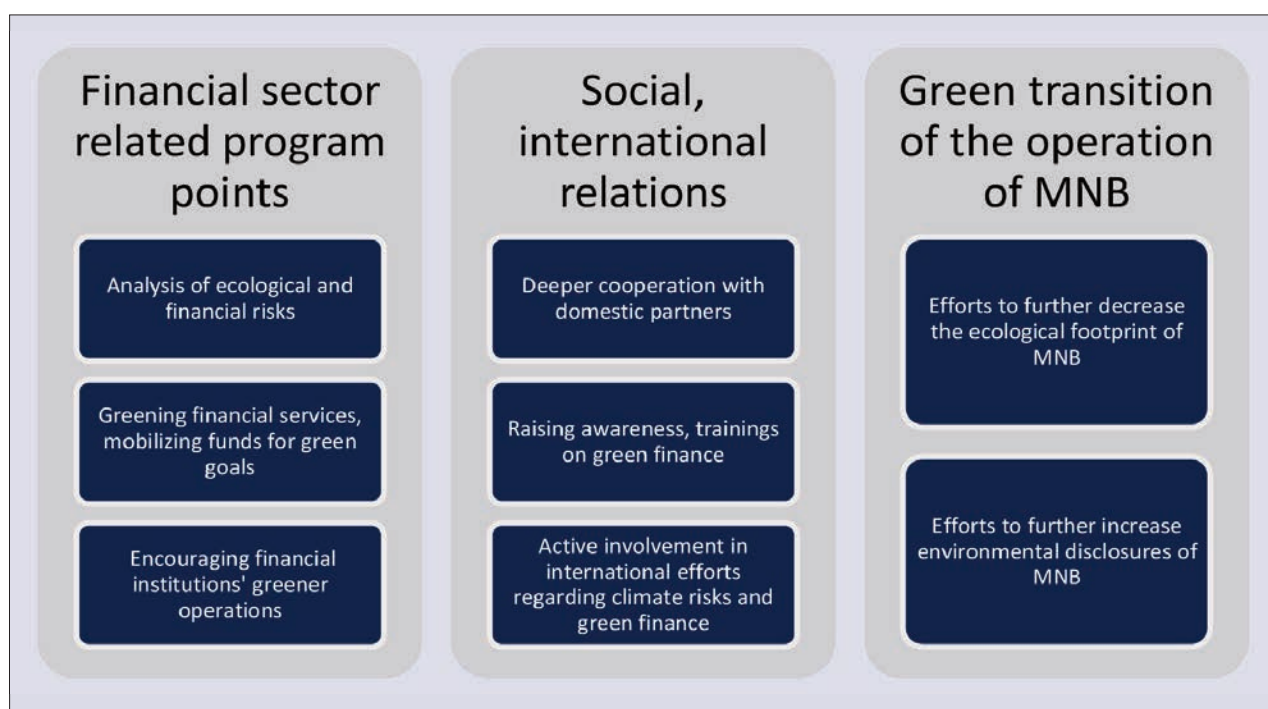 Financial sector
related program
points
Analysis of ecological and
financial risks
Greening financial services,
mobilizing funds for green
goals
Encouraging financial
institutions' greener
operations
Social,
international
relations
Deeper cooperation with
domestic partners
Raising awareness, trainings
on green finance
Active involvement in
international efforts
regarding climate risks and
green finance
Green transition
of the operation
of MNB
Efforts to further decrease
the ecological footprint of
MNB
Efforts to further increase
environmental disclosures of
MNB